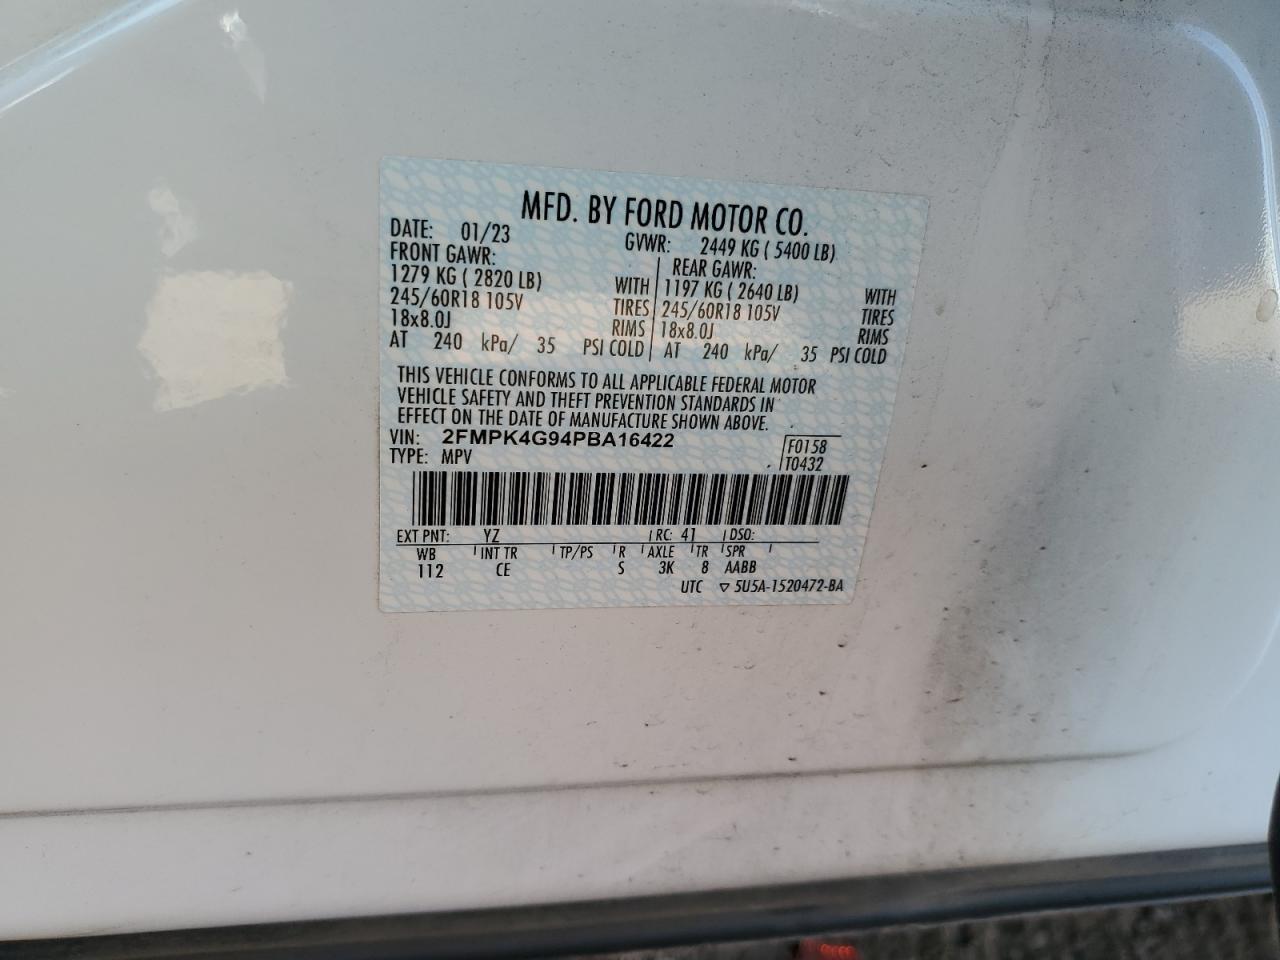 MFD. BY FORD MOTOR CO.
DATE: 01/23 GVWR: 2449 KG ( 5400 LB)
FRONT GAWR: REAR GAWR:
1279 KG ( 2820 LB) WITH 1197 KG ( 2640 LB) WITH
245/60R18 105V TIRES 245/60R18 105V TIRES
18x8.0J RIMS 18x8.0J RIMS
AT 240 kPa/ 35 PSI COLD AT 240 kPa/ 35 PSI COLD
THIS VEHICLE CONFORMS TO ALL APPLICABLE FEDERAL MOTOR
VEHICLE SAFETY AND THEFT PREVENTION STANDARDS IN
EFFECT ON THE DATE OF MANUFACTURE SHOWN ABOVE.
VIN: 2FMPK4G94PBA16422 F0158
TYPE: MPV T0432
EXT PNT: YZ RC: 41 DSO:
WB INT TR TP/PS R AXLE TR SPR
112 CE S 3K 8 AABB
UTC ▽ 5U5A-1520472-BA